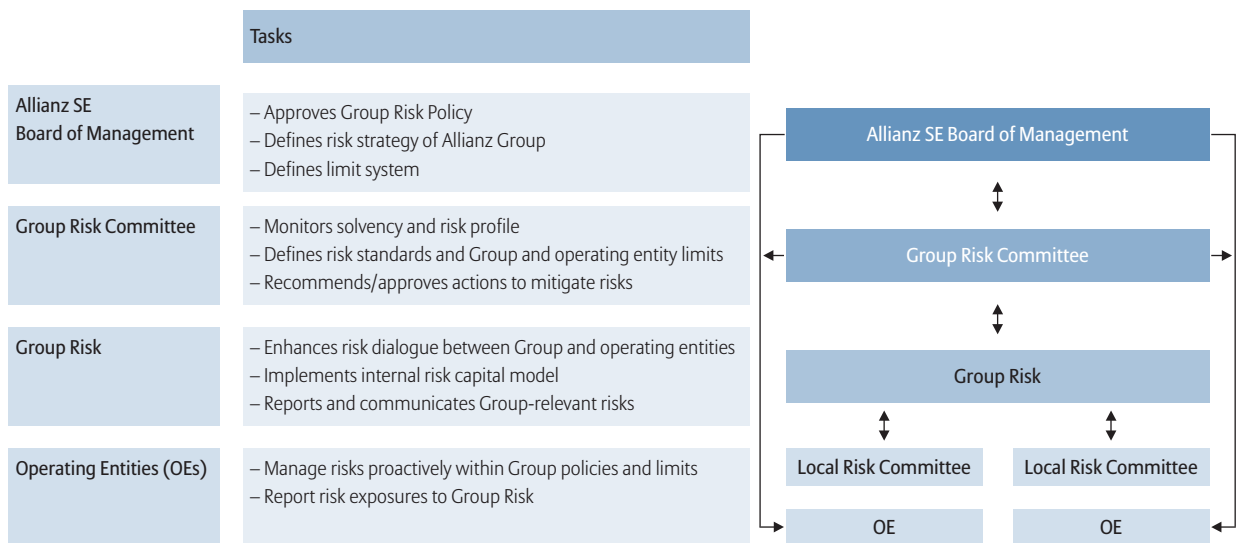 Tasks
Allianz SE
Board of Management
– Approves Group Risk Policy
– Defines risk strategy of Allianz Group
– Defines limit system
Group Risk Committee
– Monitors solvency and risk profile
– Defines risk standards and Group and operating entity limits
– Recommends/approves actions to mitigate risks
Group Risk
– Enhances risk dialogue between Group and operating entities
– Implements internal risk capital model
– Reports and communicates Group-relevant risks
Operating Entities (OEs)
– Manage risks proactively within Group policies and limits
– Report risk exposures to Group Risk
Allianz SE Board of Management
Group Risk Committee
Group Risk
Local Risk Committee
Local Risk Committee
OE
OE